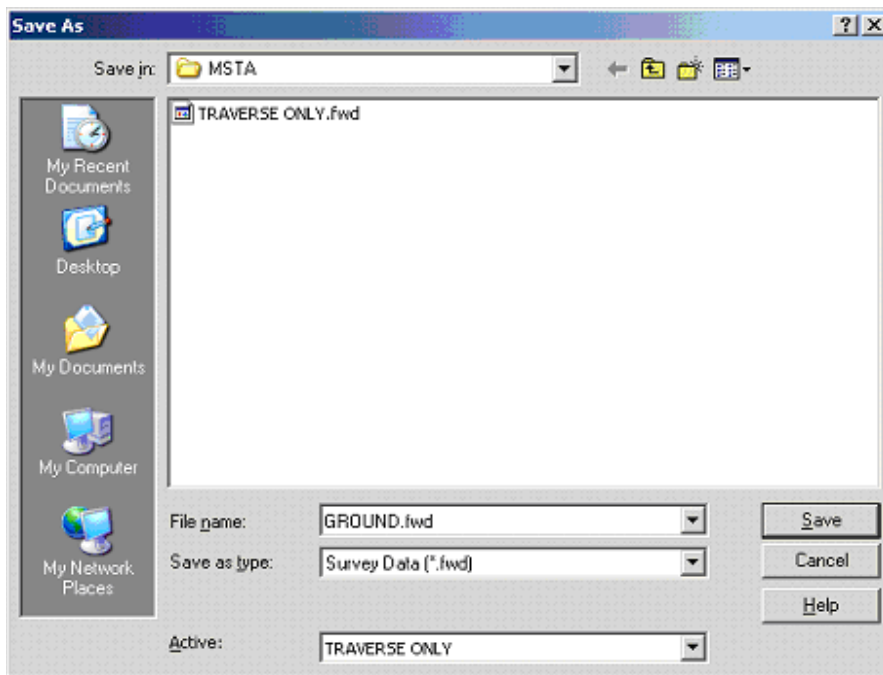 Save As
Save in: MSTA
TRAVERSE ONLY.fwd
My Recent
Documents
Desktop
My Documents
My Computer
My Network
Places
File name: GROUND.fwd
Save as type: Survey Data (*.fwd)
Active: TRAVERSE ONLY
Save
Cancel
Help